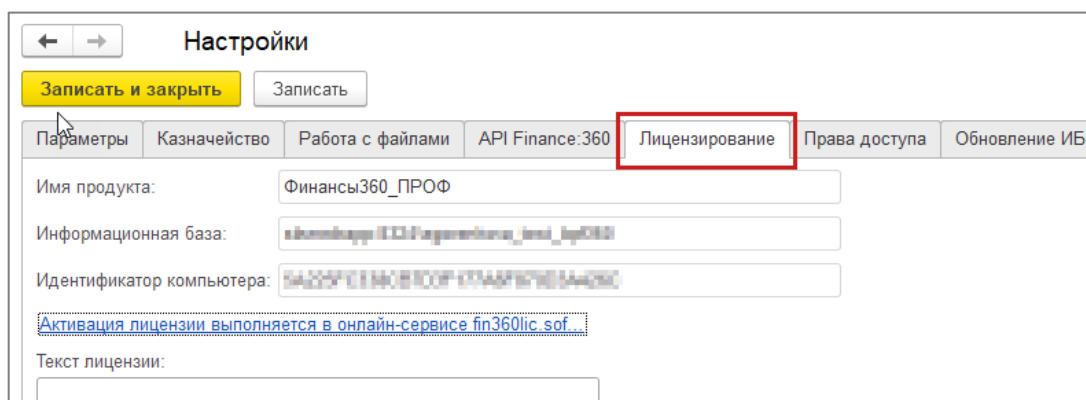 Настройки
Записать и закрыть Записать
Параметры Казначейство Работа с файлами API Finance:360 Лицензирование Права доступа Обновление ИБ
Имя продукта: Финансы360_ПРОФ
Информационная база:
Идентификатор компьютера:
Активация лицензии выполняется в онлайн-сервисе fin360lic.sof...
Текст лицензии: